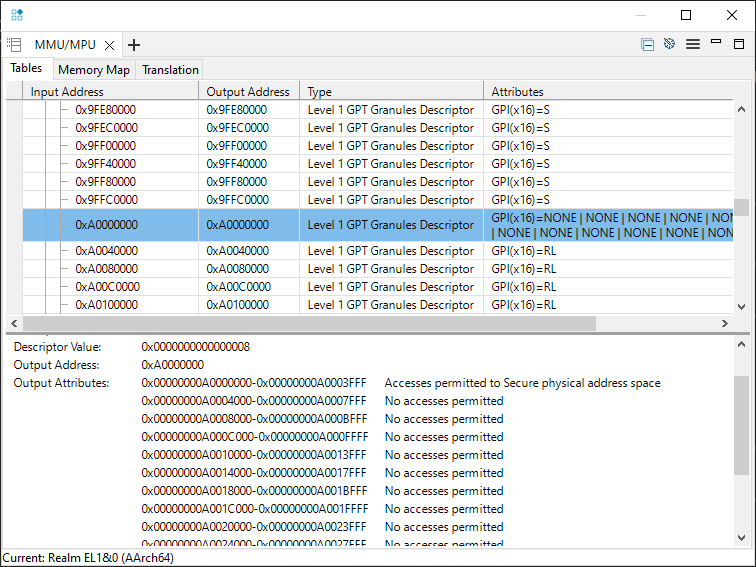 MMU/MPU
Tables Memory Map Translation
Input Address Output Address Type Attributes
0x9FE80000 0x9FE80000 Level 1 GPT Granules Descriptor GPI(x16)=S
0x9FEC0000 0x9FEC0000 Level 1 GPT Granules Descriptor GPI(x16)=S
0x9FF00000 0x9FF00000 Level 1 GPT Granules Descriptor GPI(x16)=S
0x9FF40000 0x9FF40000 Level 1 GPT Granules Descriptor GPI(x16)=S
0x9FF80000 0x9FF80000 Level 1 GPT Granules Descriptor GPI(x16)=S
0x9FFC0000 0x9FFC0000 Level 1 GPT Granules Descriptor GPI(x16)=S
0xA0000000 0xA0000000 Level 1 GPT Granules Descriptor GPI(x16)=NONE | NONE | NONE | NONE |
| NONE | NONE | NONE | NONE | NONE |
0xA0040000 0xA0040000 Level 1 GPT Granules Descriptor GPI(x16)=RL
0xA0080000 0xA0080000 Level 1 GPT Granules Descriptor GPI(x16)=RL
0xA00C0000 0xA00C0000 Level 1 GPT Granules Descriptor GPI(x16)=RL
0xA0100000 0xA0100000 Level 1 GPT Granules Descriptor GPI(x16)=RL
Descriptor Value: 0x0000000000000008
Output Address: 0xA0000000
Output Attributes: 0x00000000A0000000-0x00000000A0003FFF Accesses permitted to Secure physical address space
0x00000000A0004000-0x00000000A0007FFF No accesses permitted
0x00000000A0008000-0x00000000A000BFFF No accesses permitted
0x00000000A000C000-0x00000000A000FFFF No accesses permitted
0x00000000A0010000-0x00000000A0013FFF No accesses permitted
0x00000000A0014000-0x00000000A0017FFF No accesses permitted
0x00000000A0018000-0x00000000A001BFFF No accesses permitted
0x00000000A001C000-0x00000000A001FFFF No accesses permitted
0x00000000A0020000-0x00000000A0023FFF No accesses permitted
0x00000000A0024000-0x00000000A0027FFF No accesses permitted
Current: Realm EL1&0 (AArch64)